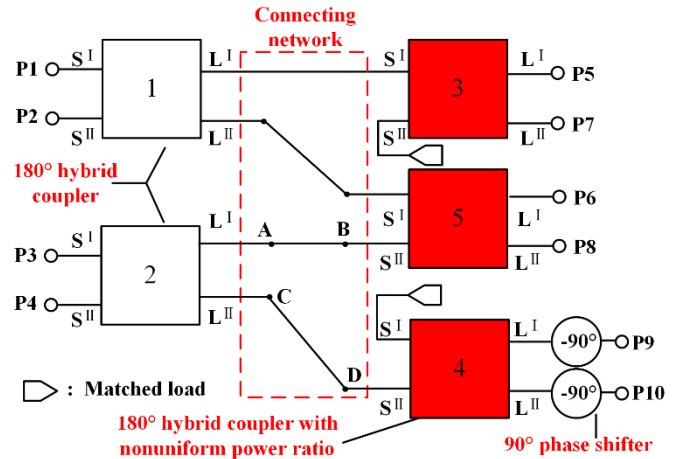 Connecting
network
S I
L I
S I
L I
P1
P5
1
3
P2
P7
S II
L II
S II
L II
180° hybrid
coupler
P6
5
S I
L I
S I
L I
A
B
P3
P8
2
S II
L II
P4
C
S II
L II
S I
L I
-90°
P9
D
4
: Matched load
S II
L II
-90°
P10
180° hybrid coupler with
nonuniform power ratio
90° phase shifter